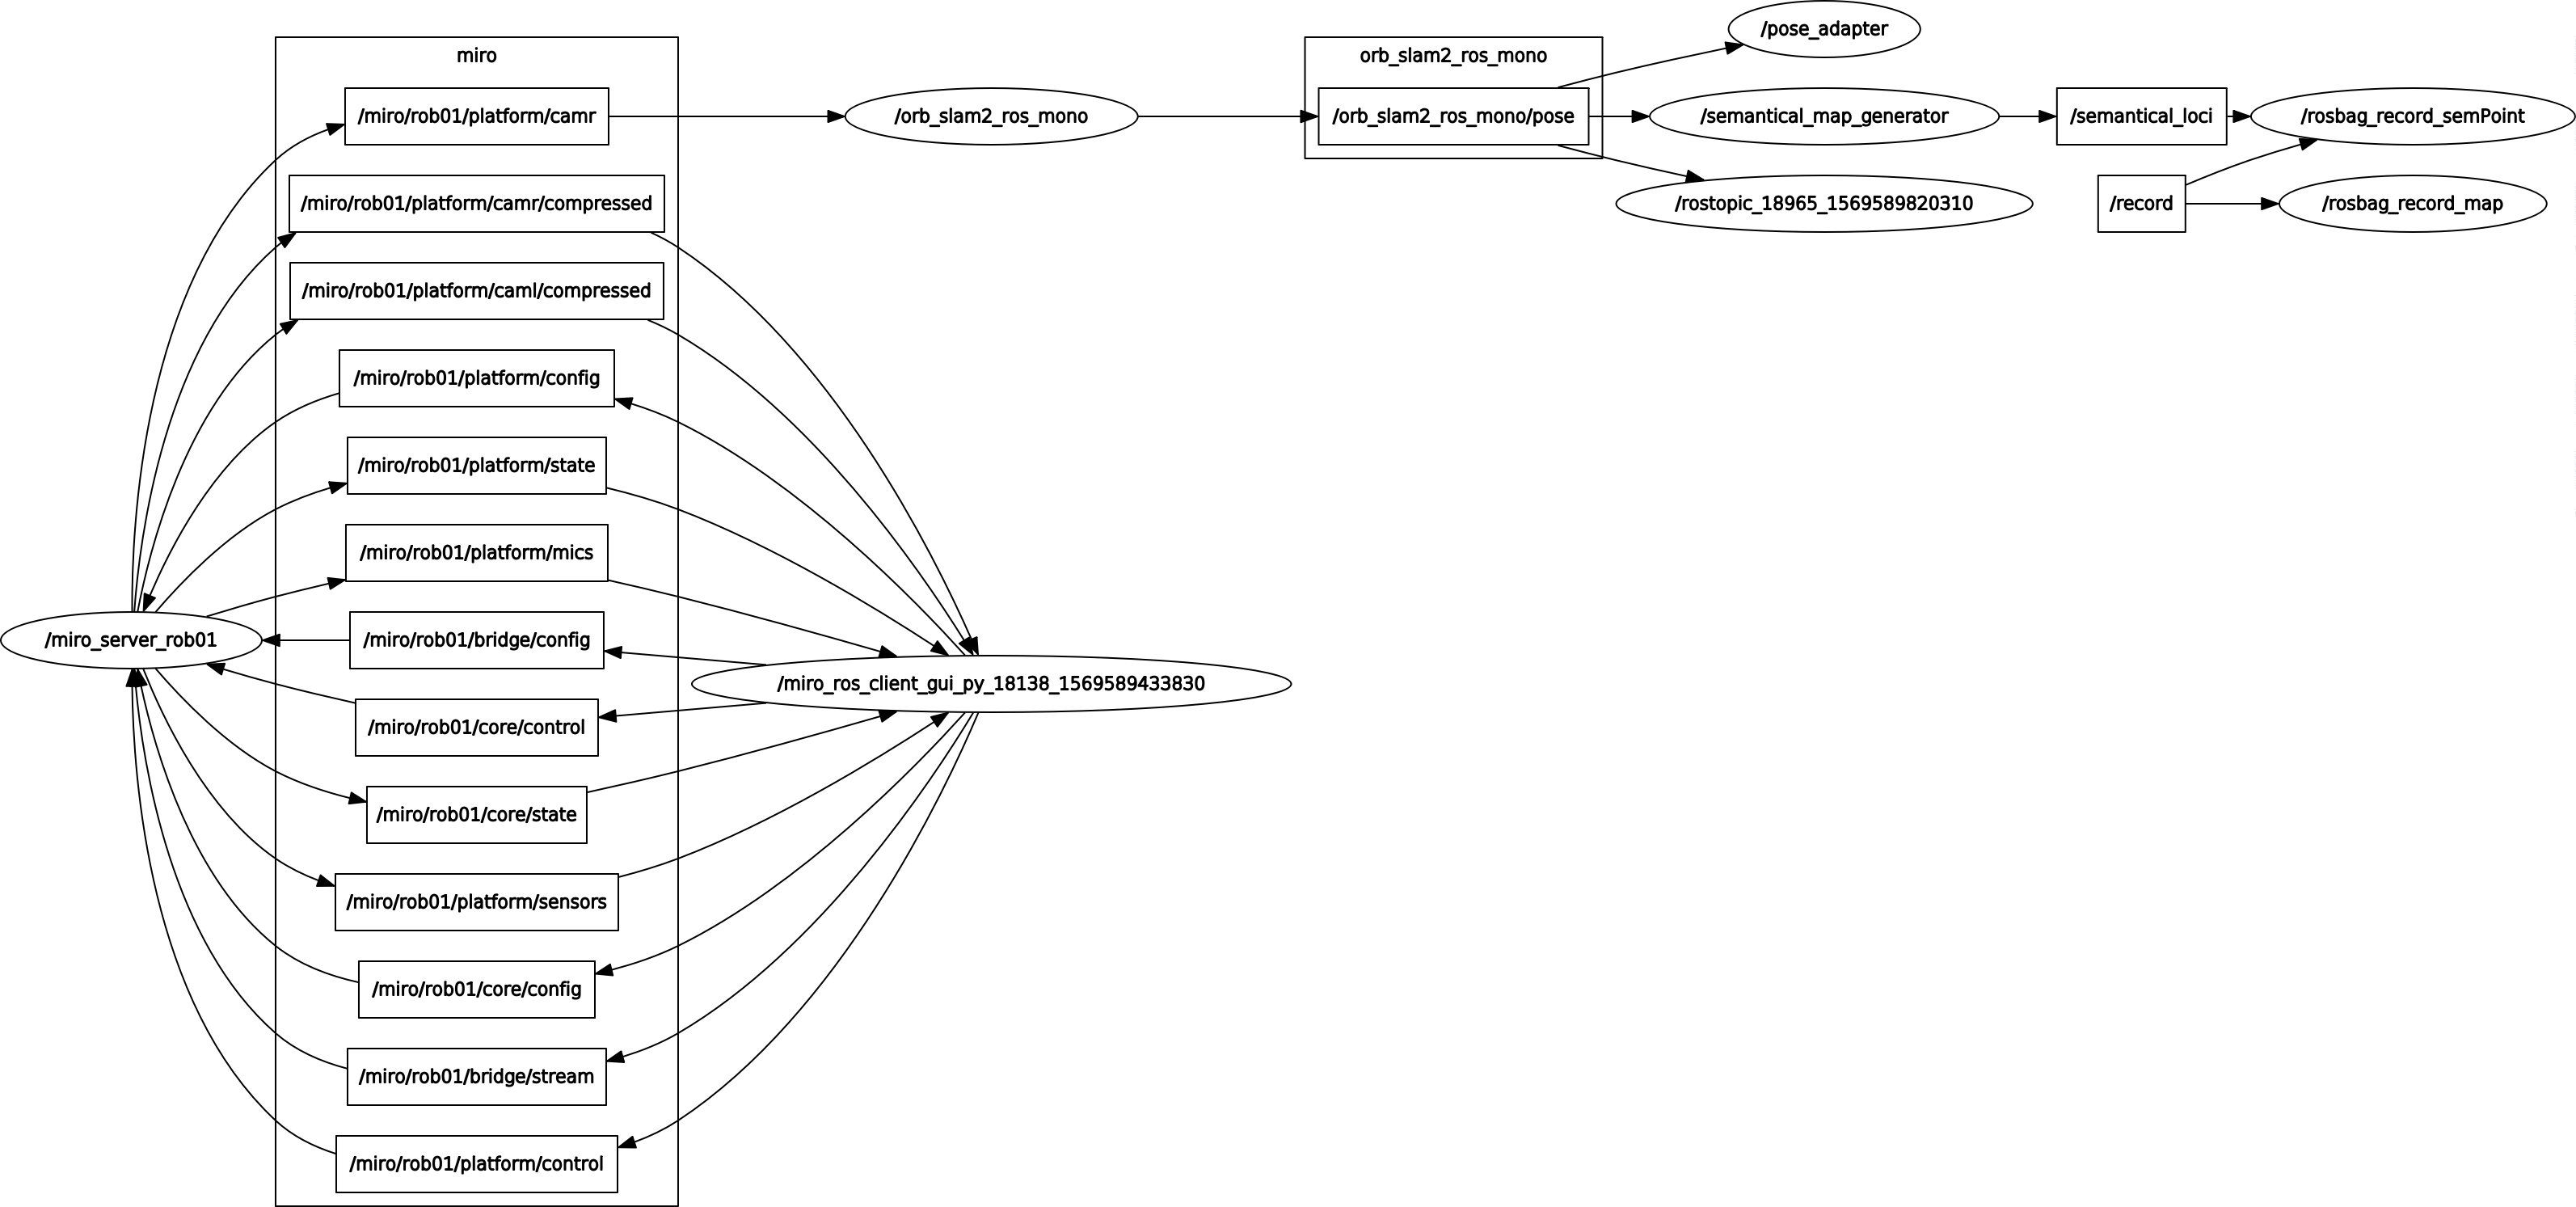 miro
/miro/rob01/platform/camr
/miro/rob01/platform/camr/compressed
/miro/rob01/platform/caml/compressed
/miro/rob01/platform/config
/miro/rob01/platform/state
/miro/rob01/platform/mics
/miro/rob01/bridge/config
/miro/rob01/core/control
/miro/rob01/core/state
/miro/rob01/platform/sensors
/miro/rob01/core/config
/miro/rob01/bridge/stream
/miro/rob01/platform/control
/miro_server_rob01
/miro_ros_client_gui_py_18138_1569589433830
/orb_slam2_ros_mono
orb_slam2_ros_mono
/orb_slam2_ros_mono/pose
/pose_adapter
/semantical_map_generator
/rostopic_18965_1569589820310
/semantical_loci
/record
/rosbag_record_semPoint
/rosbag_record_map